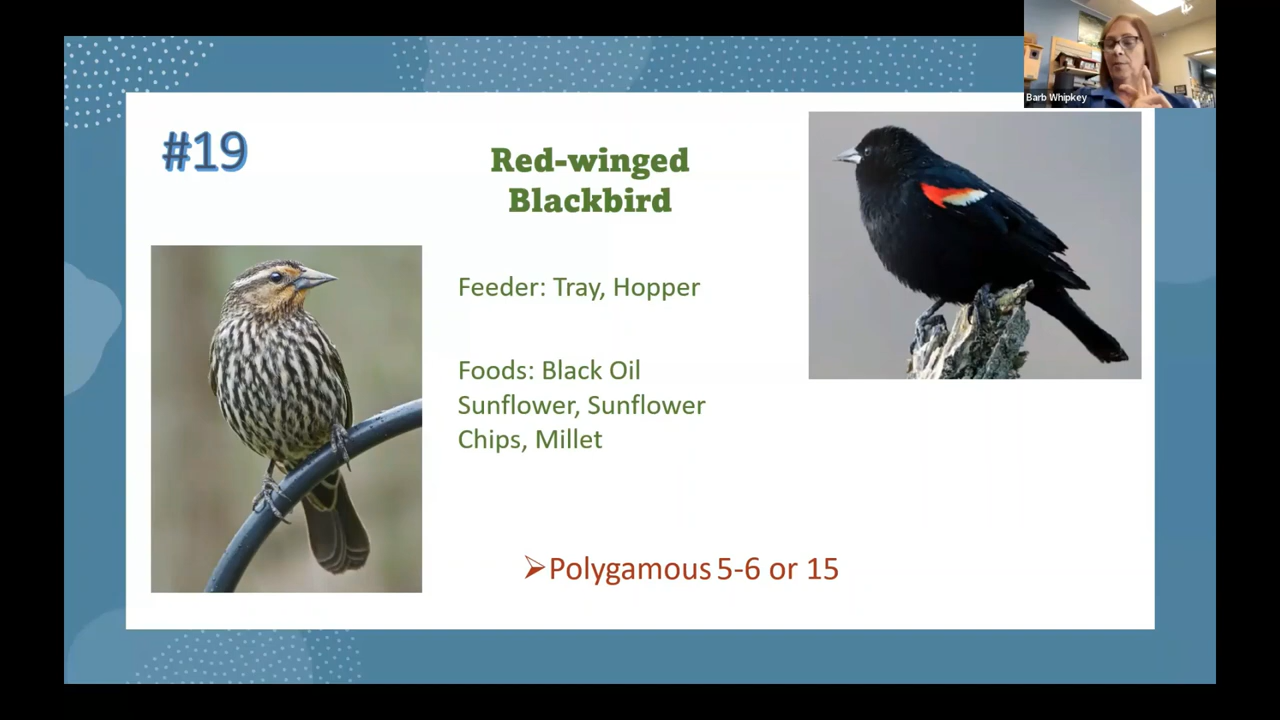 Barb Whipkey
#19
Red-winged
Blackbird
Feeder: Tray, Hopper
Foods: Black Oil
Sunflower, Sunflower
Chips, Millet
➢Polygamous 5-6 or 15